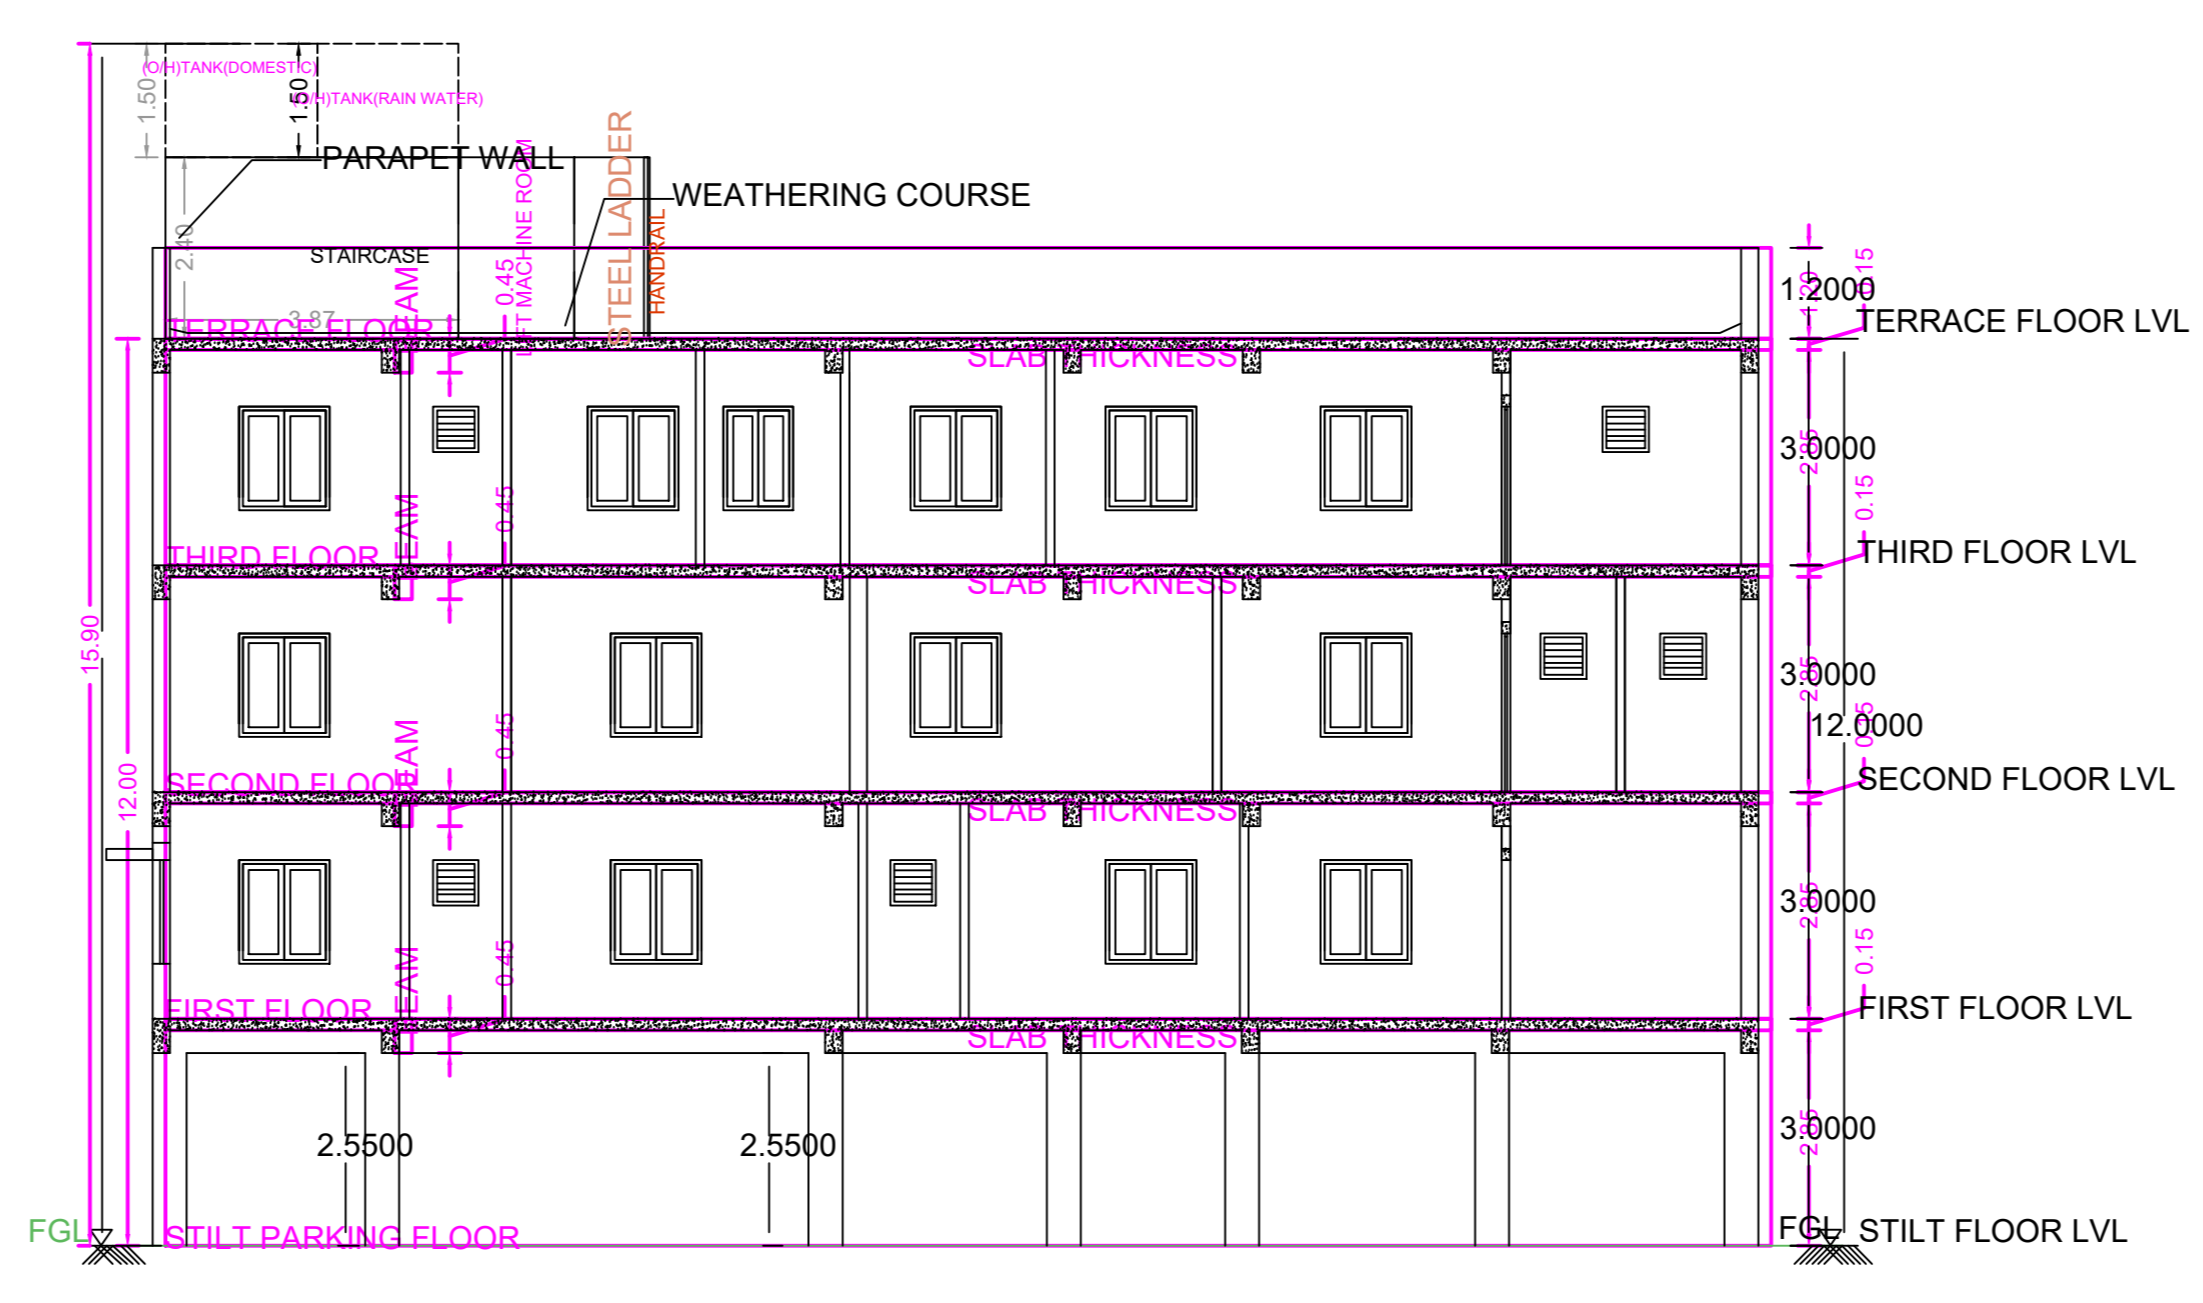 (O/H)TANK(DOMESTIC)
1.50
1.50
(O/H)TANK(RAIN WATER)
PARAPET WALL
STEEL LADDER
WEATHERING COURSE
LIFT MACHINE ROOM
HANDRAIL
2.40
STAIRCASE
0.45
BEAM
3.87
TERRACE FLOOR
1.20
1.2000
0.15
TERRACE FLOOR LVL
SLAB THICKNESS
2.85
3.0000
0.15
BEAM
0.45
THIRD FLOOR
THIRD FLOOR LVL
SLAB THICKNESS
15.90
2.85
3.0000
12.0000
0.15
BEAM
0.45
12.00
SECOND FLOOR
SECOND FLOOR LVL
SLAB THICKNESS
2.85
3.0000
0.15
BEAM
0.45
FIRST FLOOR
FIRST FLOOR LVL
SLAB THICKNESS
2.5500
2.5500
2.85
3.0000
FGL
STILT PARKING FLOOR
FGL
STILT FLOOR LVL